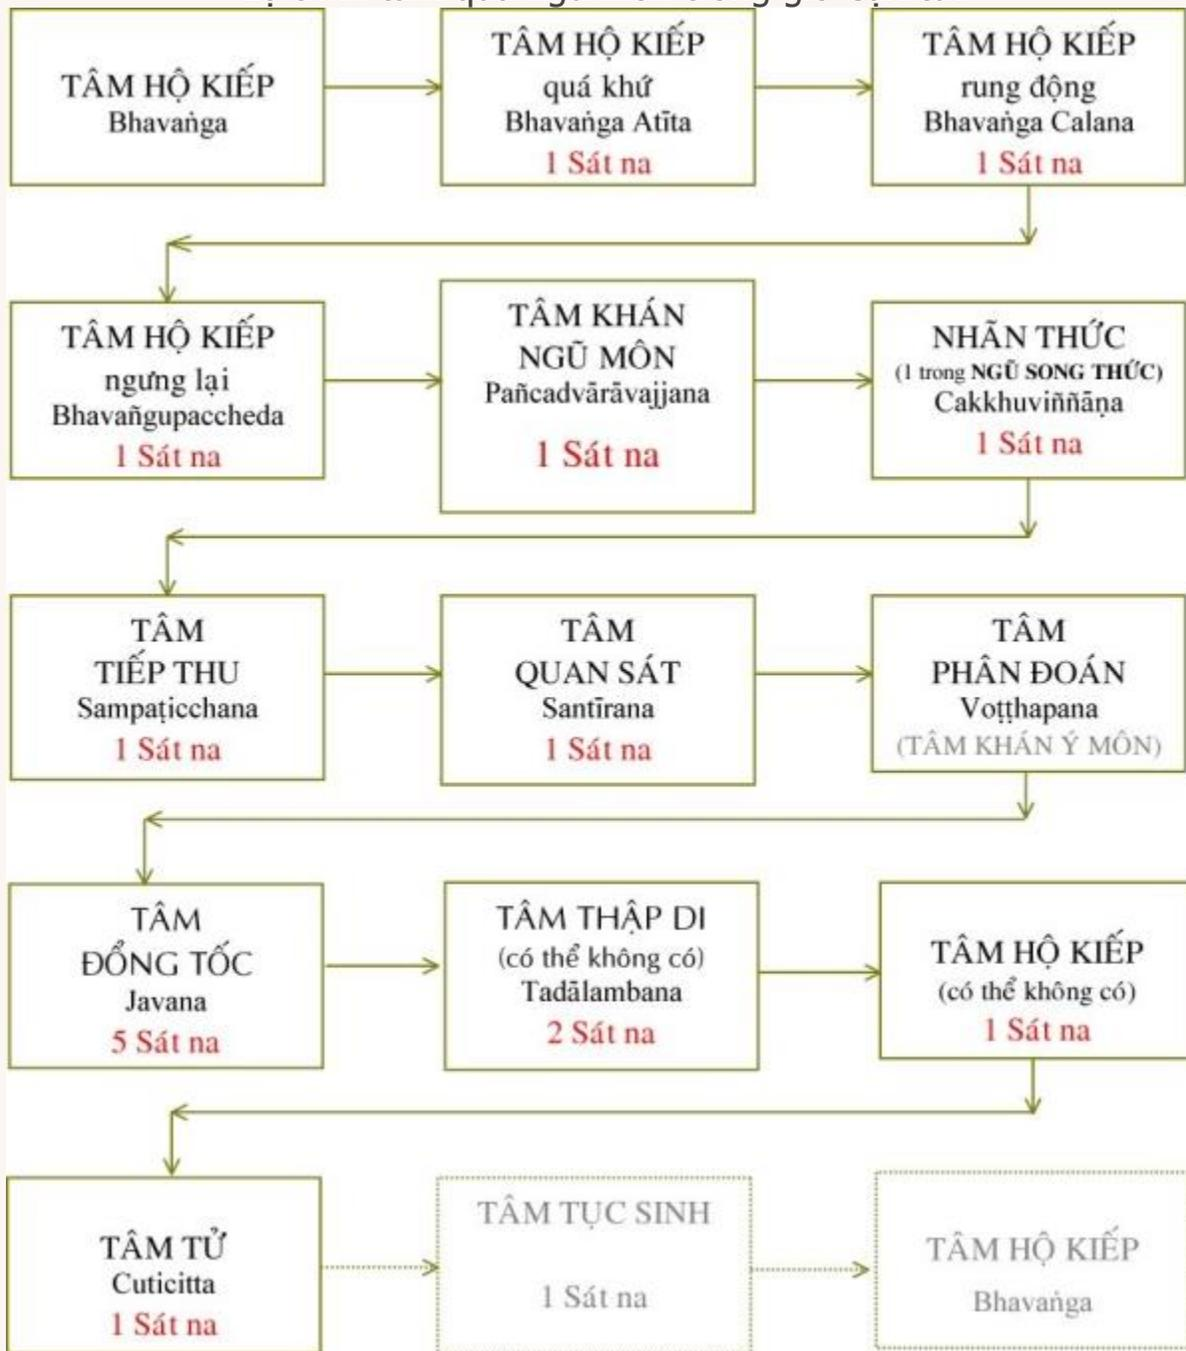 TÂM HỘ KIẾP
Bhavaṅga
TÂM HỘ KIẾP
quá khứ
Bhavaṅga Atīta
1 Sát na
TÂM HỘ KIẾP
rung động
Bhavaṅga Calana
1 Sát na
TÂM HỘ KIẾP
ngưng lại
Bhavañgupaccheda
1 Sát na
TÂM KHÁN
NGŨ MÔN
Pañcadvārāvajjana
1 Sát na
NHÃN THỨC
(1 trong NGŨ SONG THỨC)
Cakkhuviññāṇa
1 Sát na
TÂM
TIẾP THU
Sampaṭicchana
1 Sát na
TÂM
QUAN SÁT
Santīrana
1 Sát na
TÂM
PHÂN ĐOÁN
Voṭṭhapana
(TÂM KHÁN Ý MÔN)
TÂM
ĐỔNG TỐC
Javana
5 Sát na
TÂM THẬP DI
(có thể không có)
Tadālambana
2 Sát na
TÂM HỘ KIẾP
(có thể không có)
1 Sát na
TÂM TỬ
Cuticitta
1 Sát na
TÂM TỤC SINH
1 Sát na
TÂM HỘ KIẾP
Bhavaṅga